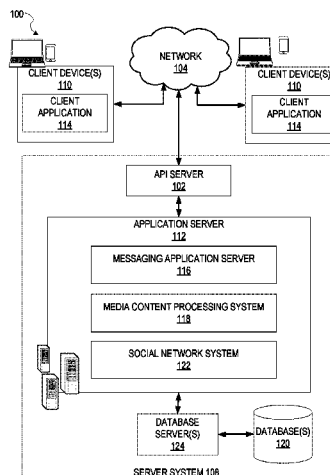 100
NETWORK
104
CLIENT DEVICE(S)
110
CLIENT
APPLICATION
114
CLIENT DEVICE(S)
110
CLIENT
APPLICATION
114
API SERVER
102
APPLICATION SERVER
112
MESSAGING APPLICATION SERVER
116
MEDIA CONTENT PROCESSING SYSTEM
118
SOCIAL NETWORK SYSTEM
122
DATABASE
SERVER(S)
124
DATABASE(S)
120
SERVER SYSTEM 108